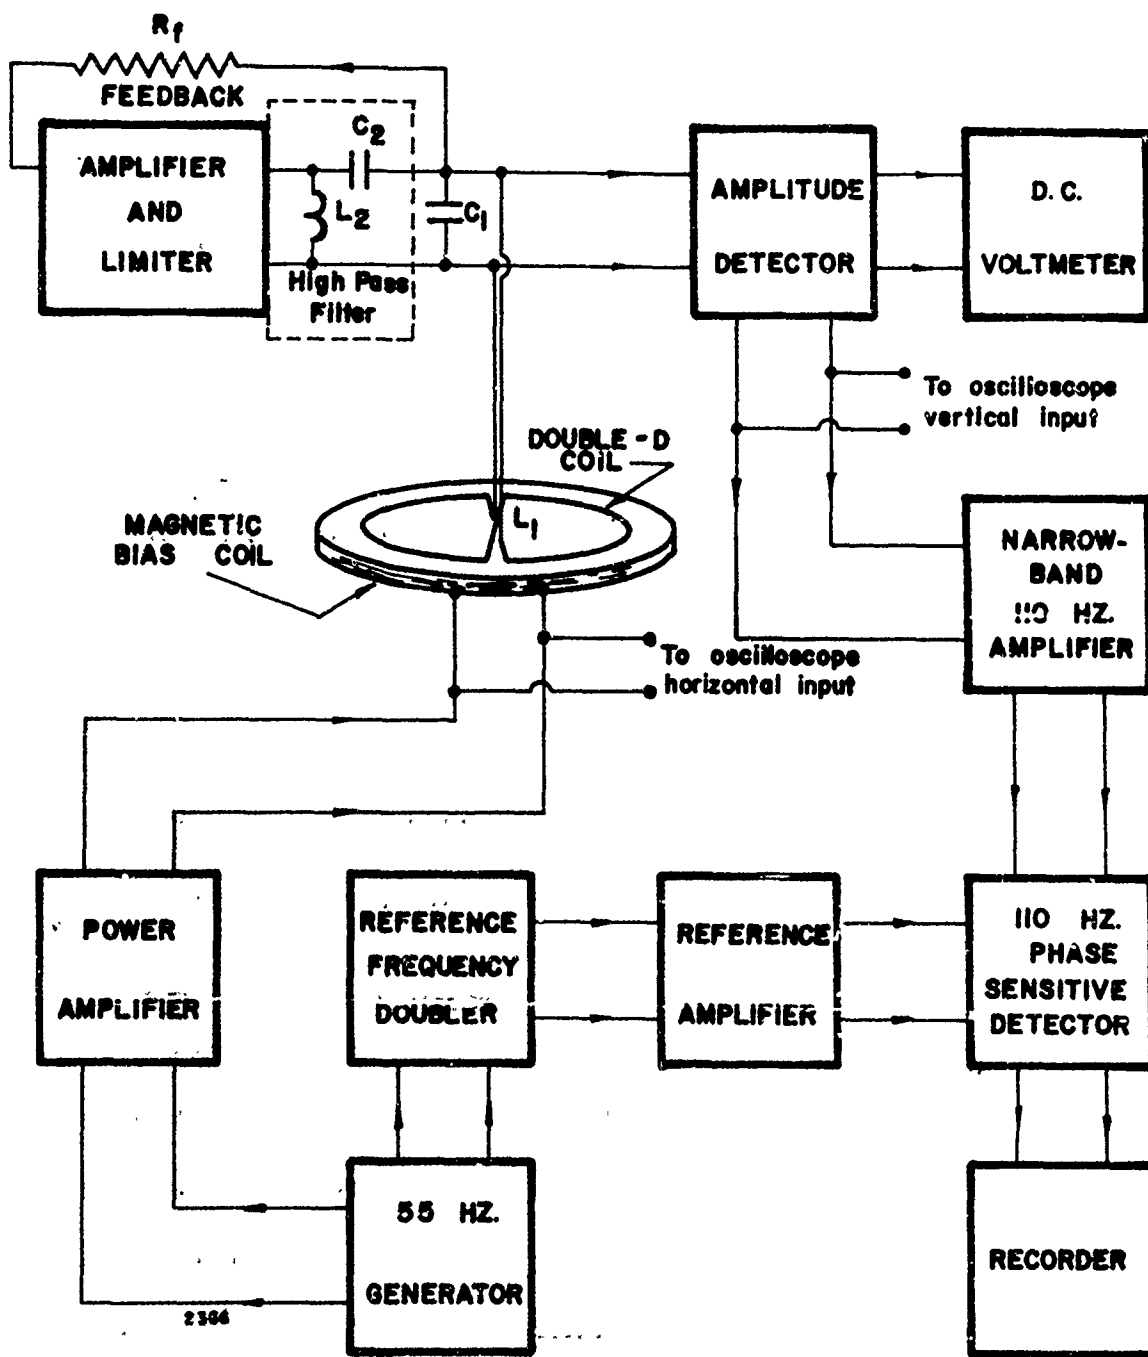 Rf
FEEDBACK
AMPLIFIER
AND
LIMITER
C2
L2
C1
High Pass
Filter
AMPLITUDE
DETECTOR
D.C.
VOLTMETER
To oscilloscope
vertical input
DOUBLE-D
COIL
L1
MAGNETIC
BIAS COIL
NARROW-
BAND
110 HZ.
AMPLIFIER
To oscilloscope
horizontal input
POWER
AMPLIFIER
REFERENCE
FREQUENCY
DOUBLER
REFERENCE
AMPLIFIER
110 HZ.
PHASE
SENSITIVE
DETECTOR
55 HZ.
GENERATOR
RECORDER
2366